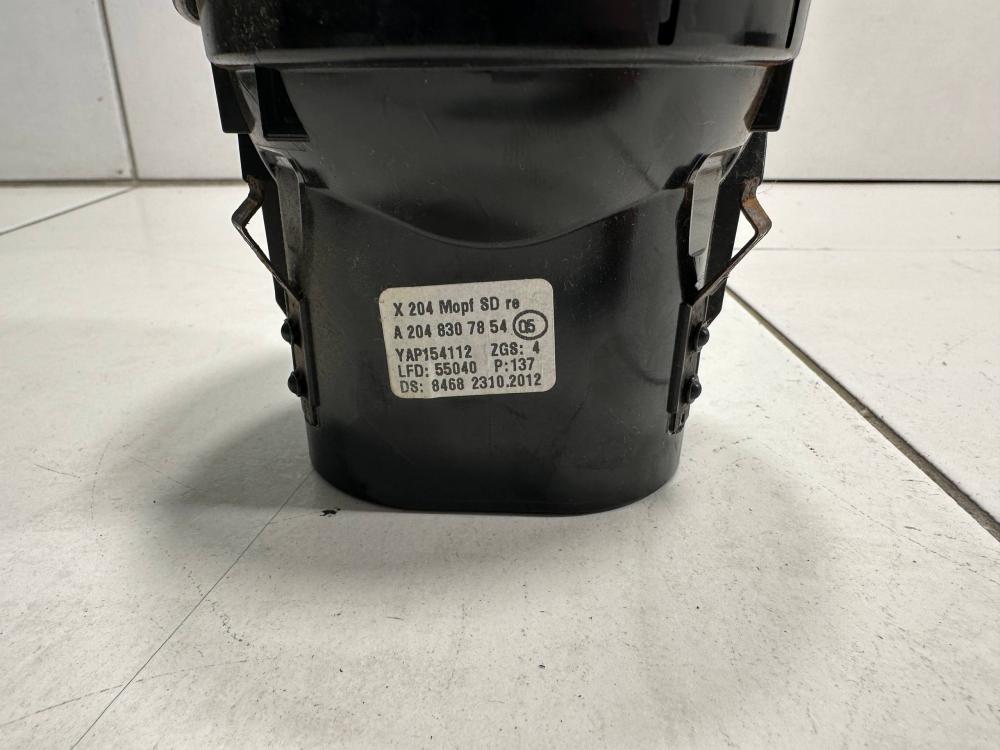 X 204 Mopf SD re
A 204 830 78 54 05
YAP154112 ZGS: 4
LFD: 55040 P:137
DS: 8468 2310.2012